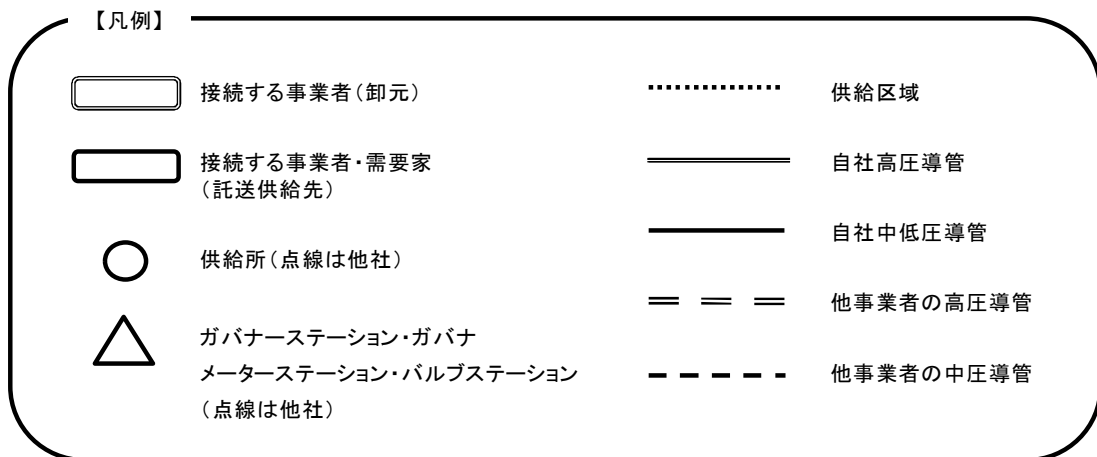 【凡例】
接続する事業者(卸元)
接続する事業者・需要家
(託送供給先)
供給所(点線は他社)
ガバナーステーション・ガバナ
メーターステーション・バルブステーション
(点線は他社)
供給区域
自社高圧導管
自社中低圧導管
他事業者の高圧導管
他事業者の中圧導管